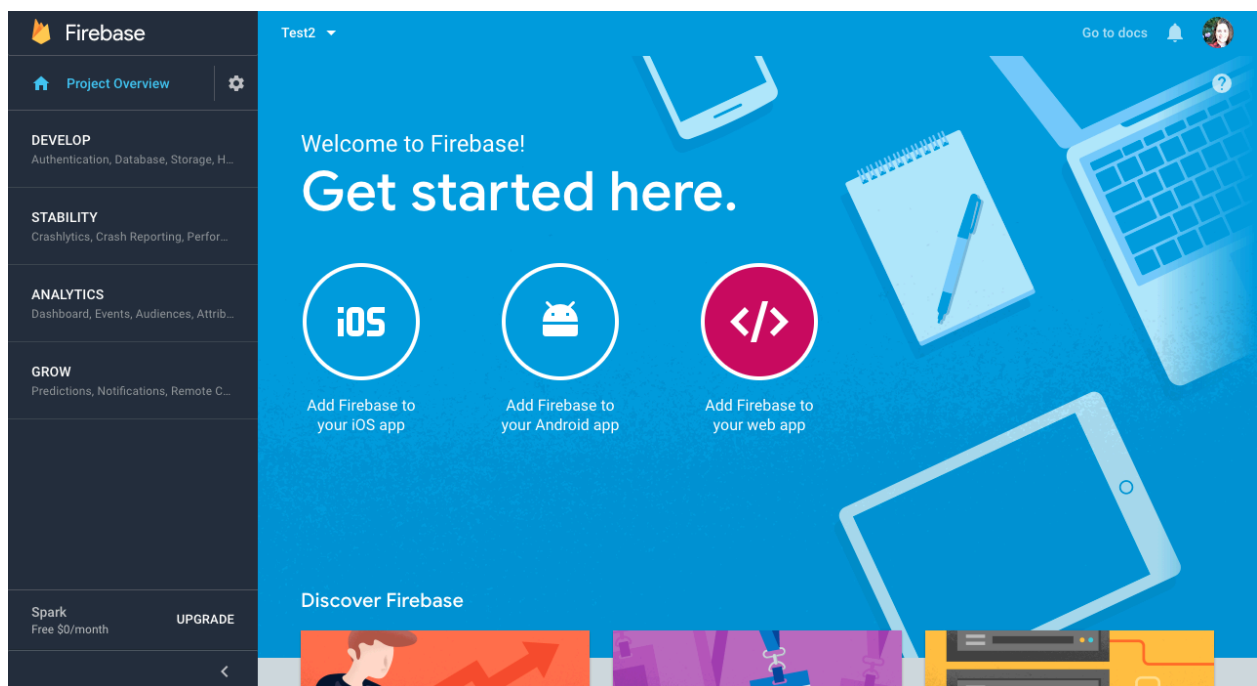 Firebase
Test2
Go to docs
Project Overview
DEVELOP
Authentication, Database, Storage, H...
STABILITY
Crashlytics, Crash Reporting, Perfor...
ANALYTICS
Dashboard, Events, Audiences, Attrib...
GROW
Predictions, Notifications, Remote C...
Spark
Free $0/month
UPGRADE
Welcome to Firebase!
Get started here.
iOS
Add Firebase to
your iOS app
Add Firebase to
your Android app
</>
Add Firebase to
your web app
Discover Firebase